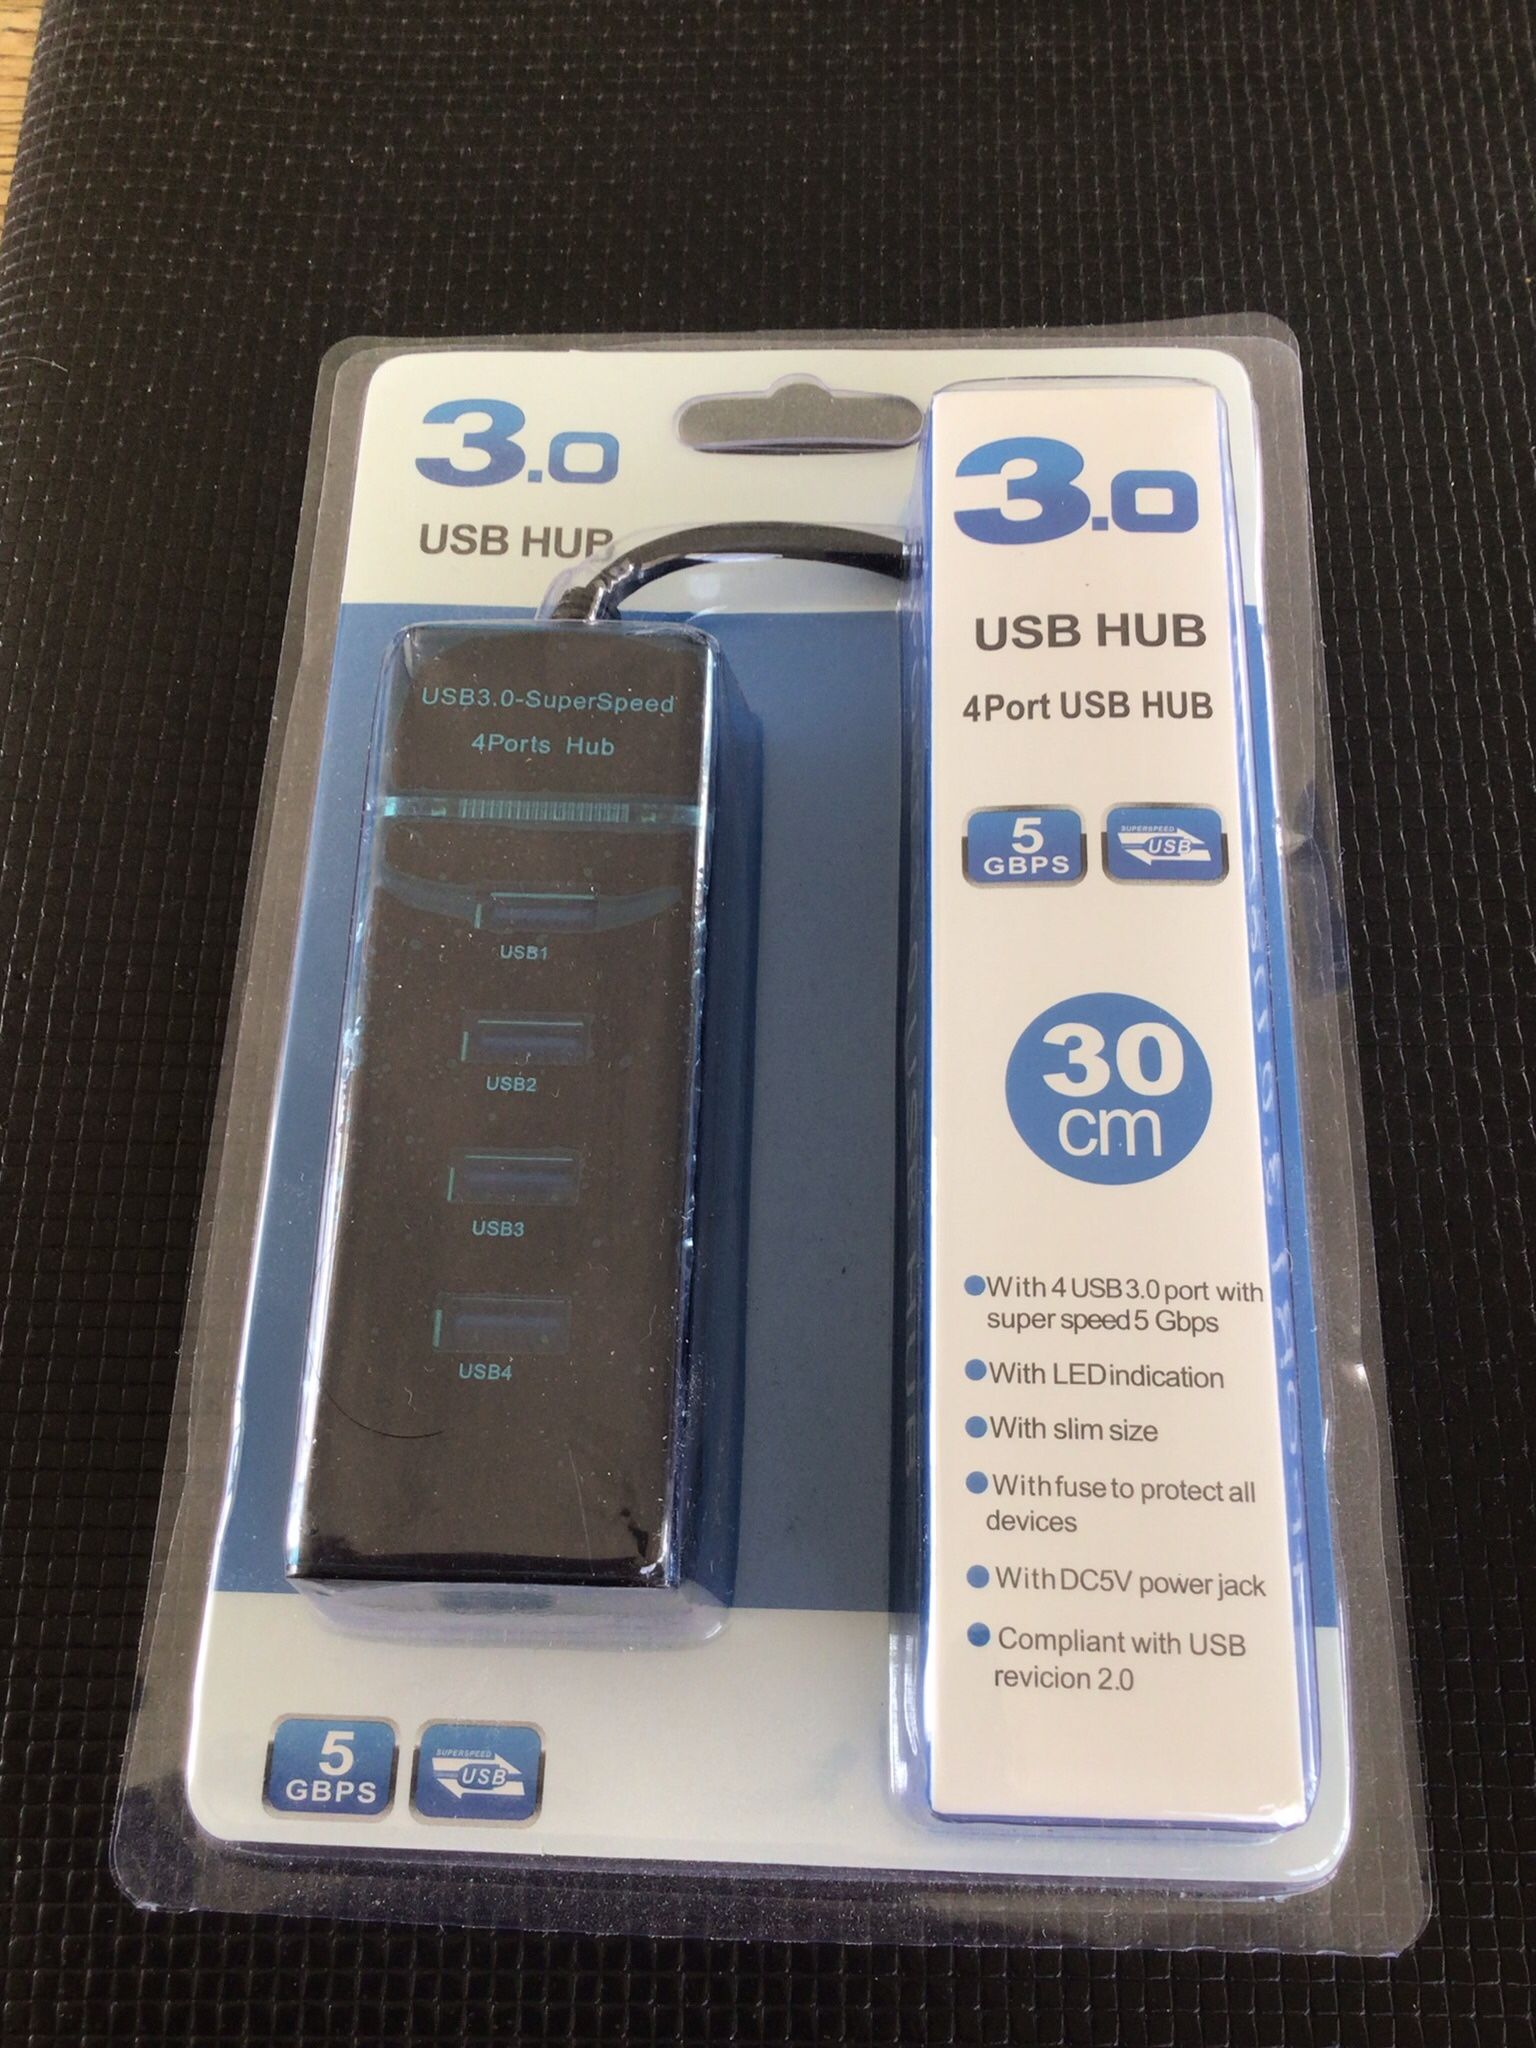 3.0
USB HUB
USB3.0-SuperSpeed
4Ports Hub
USB1
USB2
USB3
USB4
5
GBPS
SUPERSPEED
USB
3.0
USB HUB
4Port USB HUB
5
GBPS
SUPERSPEED
USB
30
cm
With 4 USB3.0 port with
super speed 5 Gbps
With LED indication
With slim size
With fuse to protect all
devices
With DC5V power jack
Compliant with USB
revicion 2.0